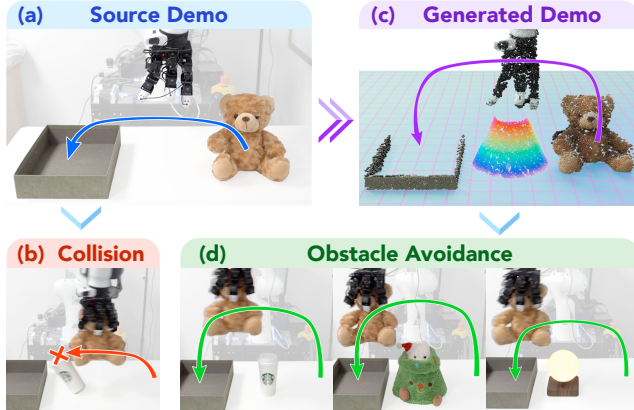 (a) Source Demo
(c) Generated Demo
(b) Collision
(d) Obstacle Avoidance